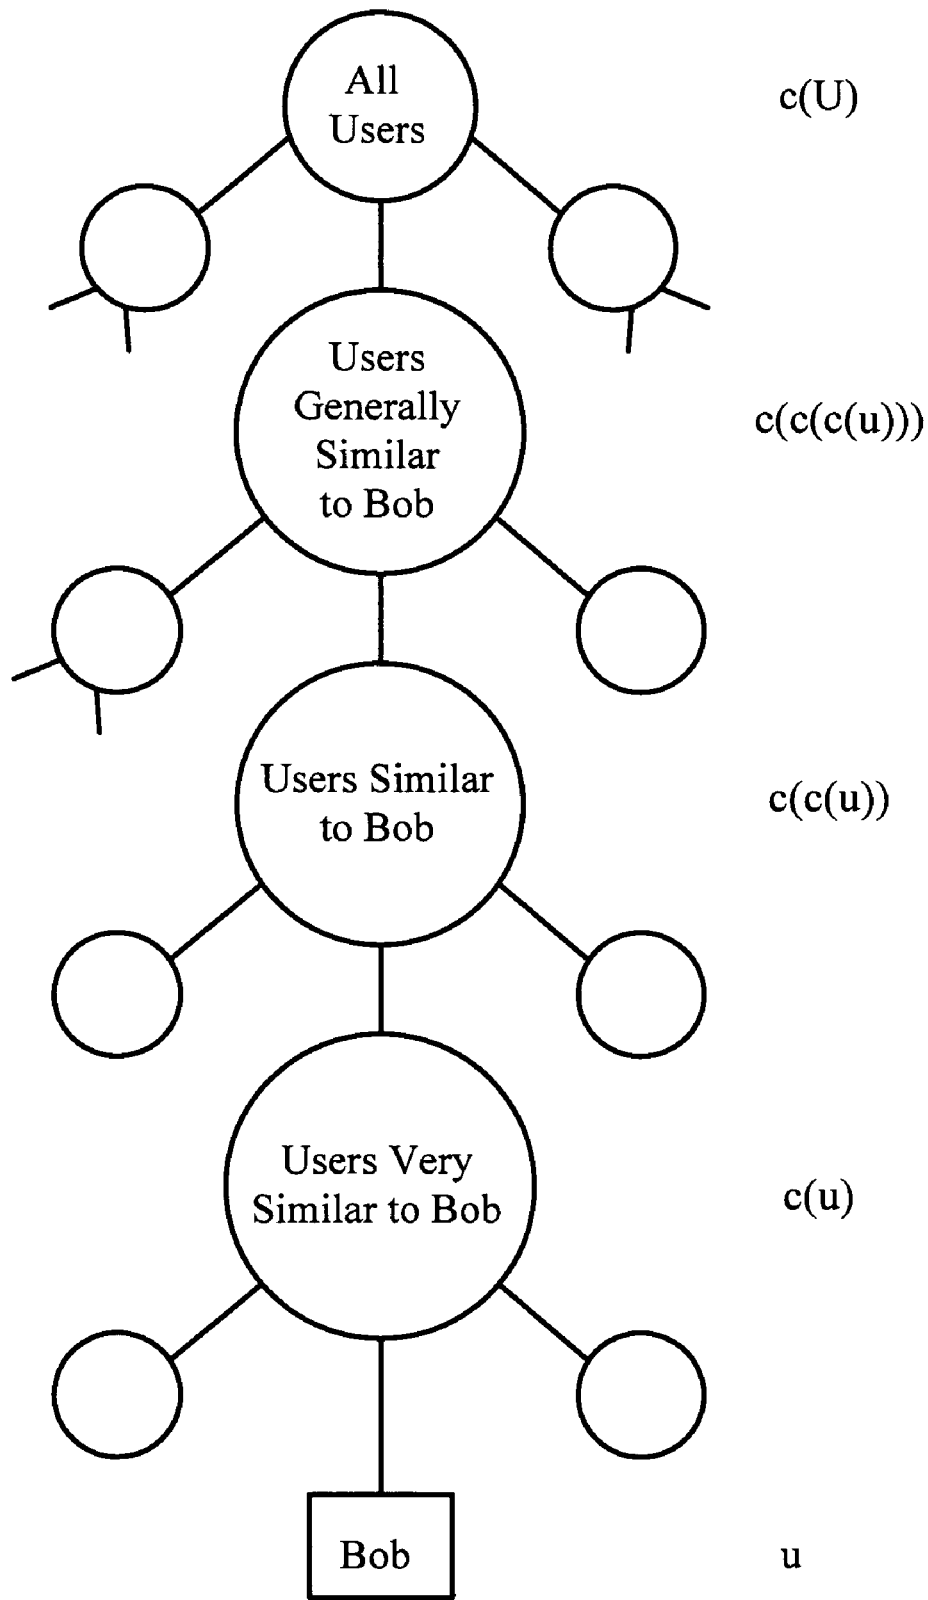 All
Users
c(U)
Users
Generally
Similar
to Bob
c(c(c(u)))
Users Similar
to Bob
c(c(u))
Users Very
Similar to Bob
c(u)
Bob
u